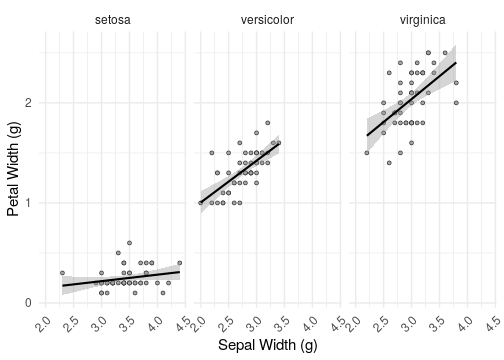 setosa versicolor virginica
Petal Width (g)
2
1
0
2.0 2.5 3.0 3.5 4.0 4.5 2.0 2.5 3.0 3.5 4.0 4.5 2.0 2.5 3.0 3.5 4.0 4.5
Sepal Width (g)